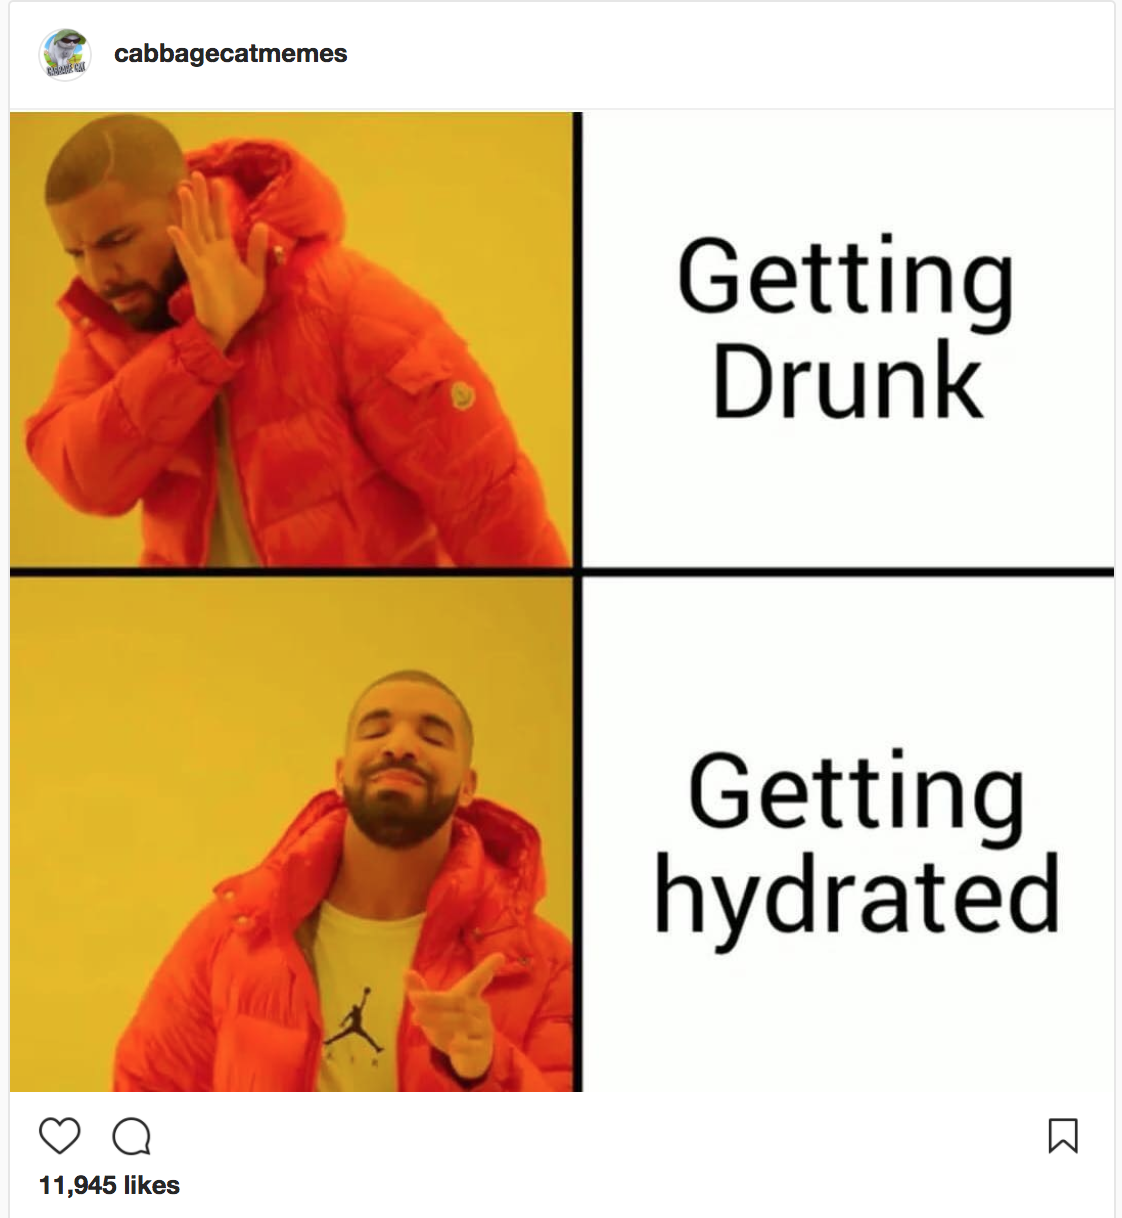 cabbagecatmemes
Getting
Drunk
Getting
hydrated
11,945 likes